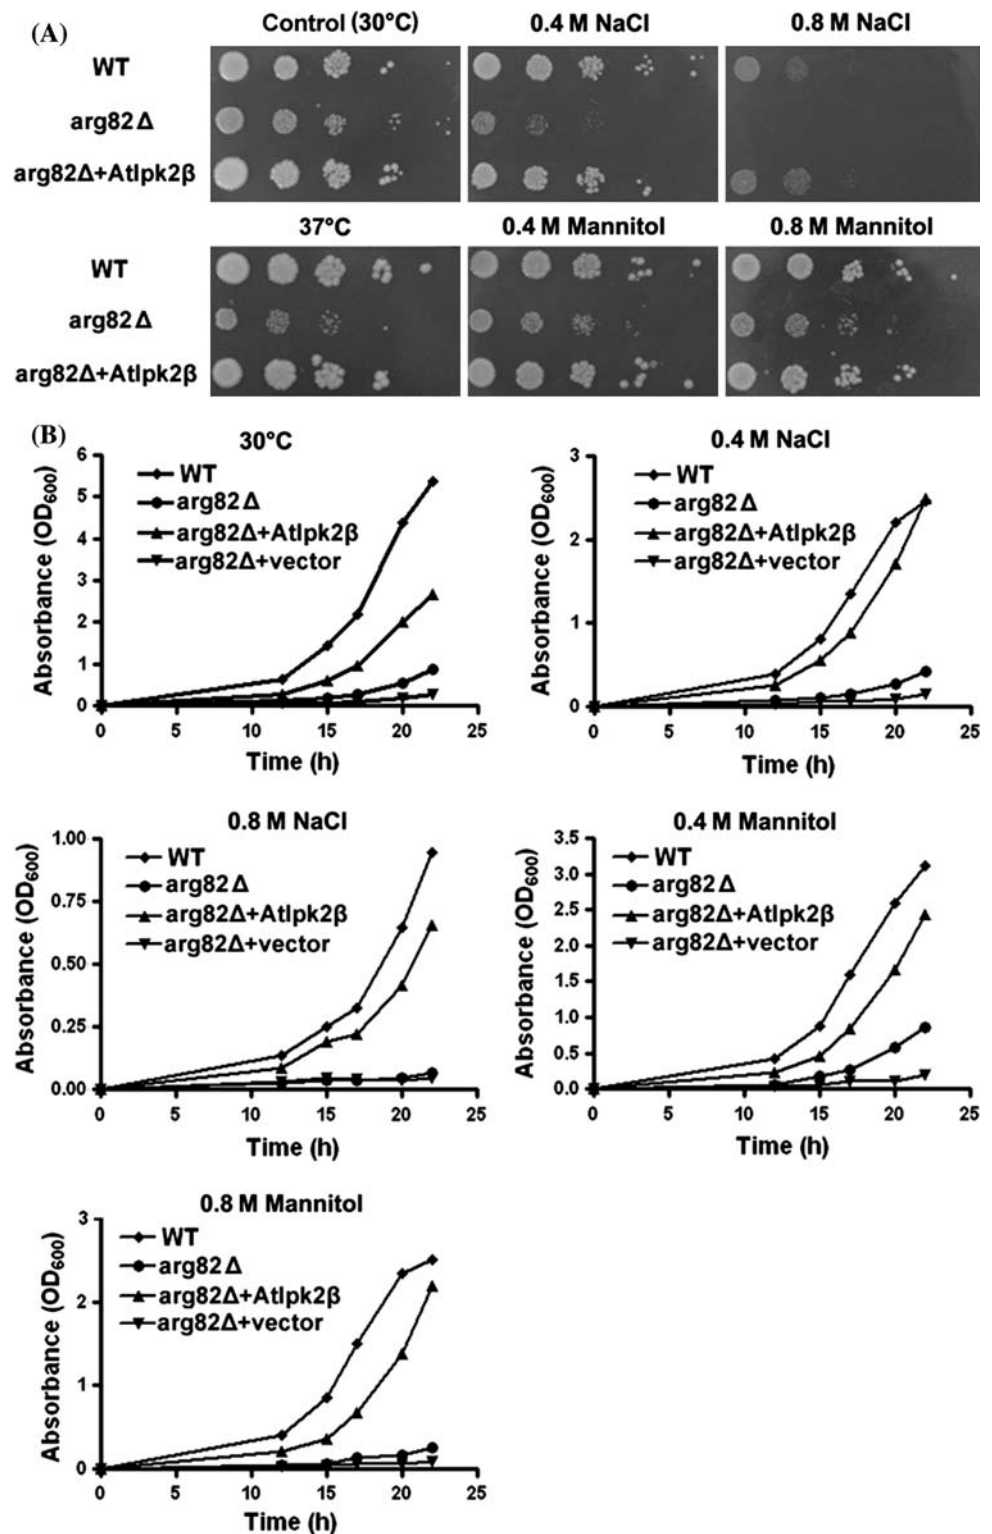 (A)
Control (30°C) 0.4 M NaCl 0.8 M NaCl
WT
arg82Δ
arg82Δ+AtIpk2β
37°C 0.4 M Mannitol 0.8 M Mannitol
WT
arg82Δ
arg82Δ+AtIpk2β
(B)
30°C
Absorbance (OD600)
6
5
4
3
2
1
0
WT
arg82Δ
arg82Δ+AtIpk2β
arg82Δ+vector
0 5 10 15 20 25
Time (h)
0.4 M NaCl
Absorbance (OD600)
3
2
1
0
WT
arg82Δ
arg82Δ+AtIpk2β
arg82Δ+vector
0 5 10 15 20 25
Time (h)
0.8 M NaCl
Absorbance (OD600)
1.00
0.75
0.50
0.25
0.00
WT
arg82Δ
arg82Δ+AtIpk2β
arg82Δ+vector
0 5 10 15 20 25
Time (h)
0.4 M Mannitol
Absorbance (OD600)
3.5
3.0
2.5
2.0
1.5
1.0
0.5
0.0
WT
arg82Δ
arg82Δ+AtIpk2β
arg82Δ+vector
0 5 10 15 20 25
Time (h)
0.8 M Mannitol
Absorbance (OD600)
3
2
1
0
WT
arg82Δ
arg82Δ+AtIpk2β
arg82Δ+vector
0 5 10 15 20 25
Time (h)